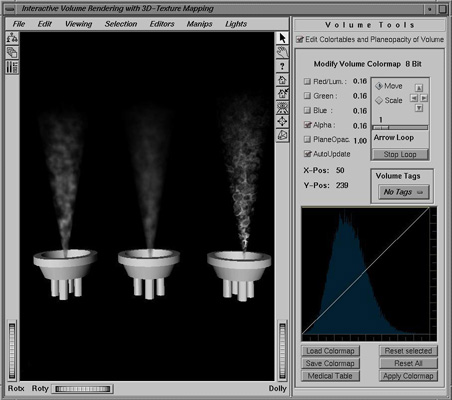 Interactive Volume Rendering with 3D-Texture Mapping
File Edit Viewing Selection Editors Manips Lights
Rotx Roty Dolly
Volume Tools
Edit Colortables and Planeopacity of Volume
Modify Volume Colormap 8 Bit
Red/Lum. : 0.16
Green : 0.16
Blue : 0.16
Alpha : 0.16
PlaneOpac. 1.00
AutoUpdate
Move
Scale
1
Arrow Loop
Stop Loop
X-Pos: 50
Y-Pos: 239
Volume Tags
No Tags
Load Colormap Reset selected
Save Colormap Reset All
Medical Table Apply Colormap